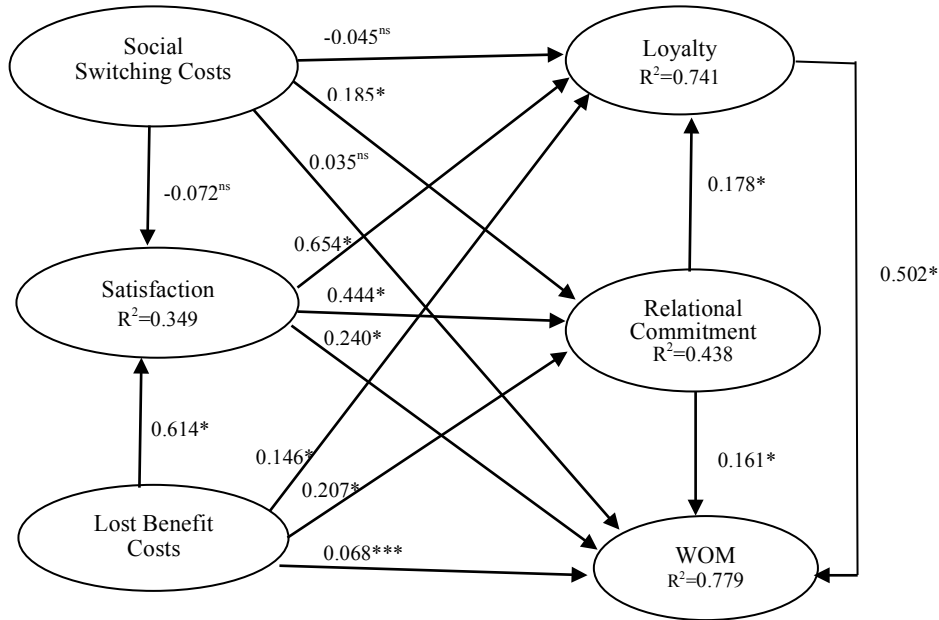 Social
Switching Costs
-0.045ns
Loyalty
R²=0.741
0.185*
0.035ns
-0.072ns
0.178*
0.654*
0.502*
Satisfaction
R²=0.349
0.444*
0.240*
Relational
Commitment
R²=0.438
0.614*
0.146*
0.207*
0.161*
Lost Benefit
Costs
0.068***
WOM
R²=0.779